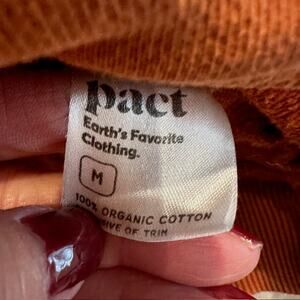 pact
Earth's Favorite
Clothing.
M
100% ORGANIC COTTON
OF TRIM